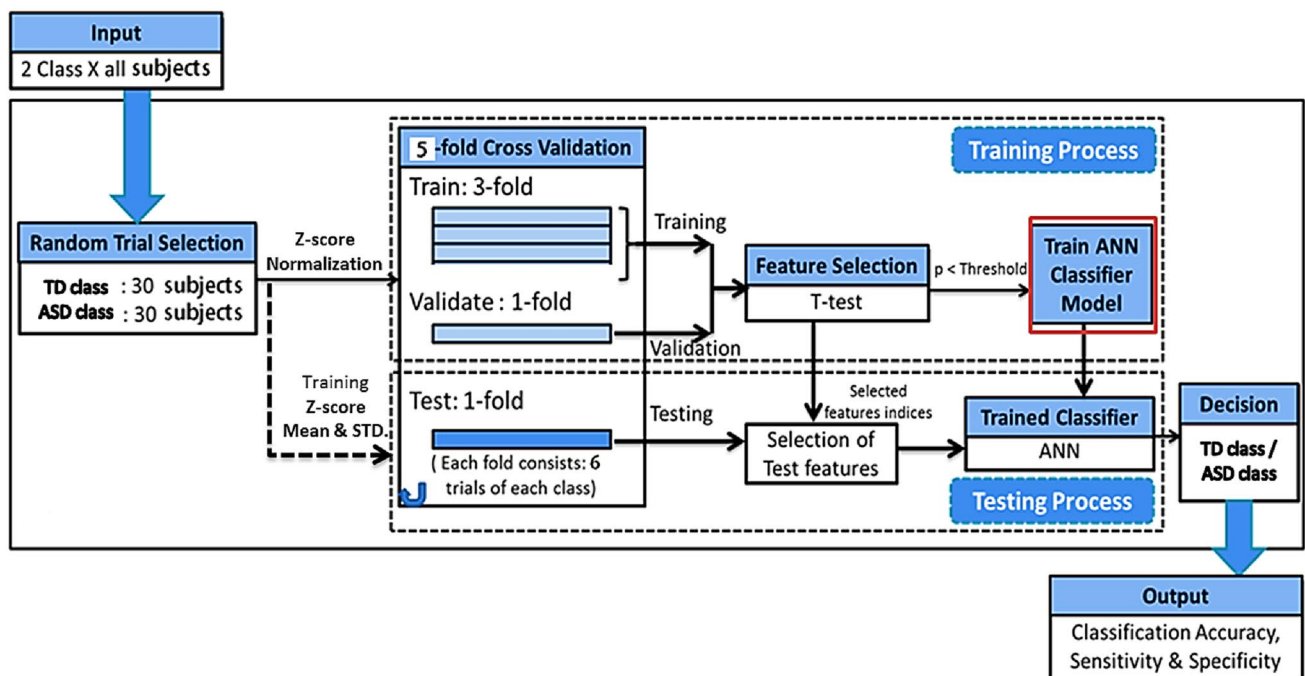 Input
2 Class X all subjects
Random Trial Selection
TD class : 30 subjects
ASD class : 30 subjects
Z-score
Normalization
Training
Z-score
Mean & STD.
5-fold Cross Validation
Train: 3-fold
Validate : 1-fold
Test: 1-fold
( Each fold consists: 6
trials of each class)
Training
Validation
Testing
Training Process
Feature Selection
T-test
p < Threshold
Train ANN
Classifier
Model
Selected
features indices
Selection of
Test features
Trained Classifier
ANN
Testing Process
Decision
TD class /
ASD class
Output
Classification Accuracy,
Sensitivity & Specificity